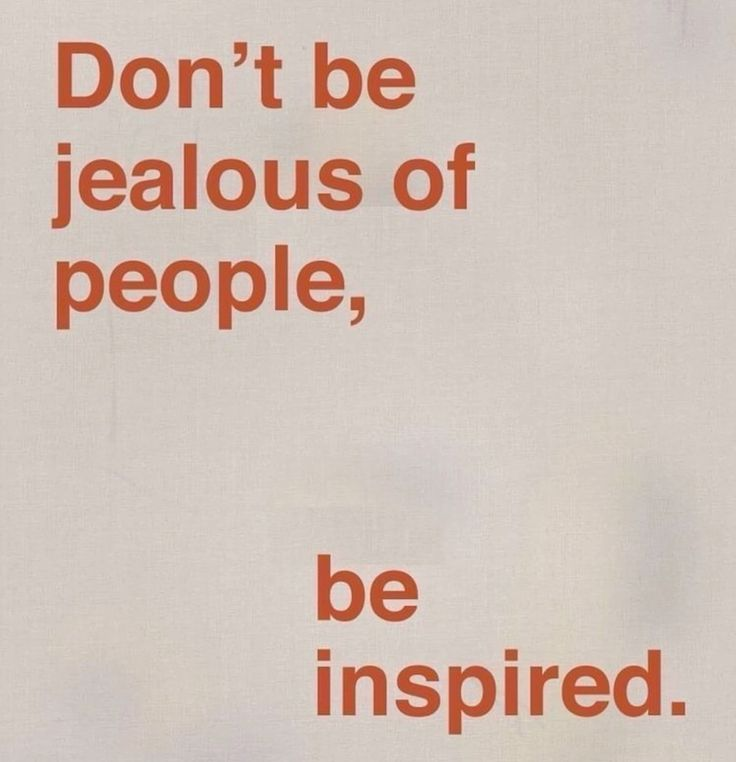 Don’t be
jealous of
people,
be
inspired.